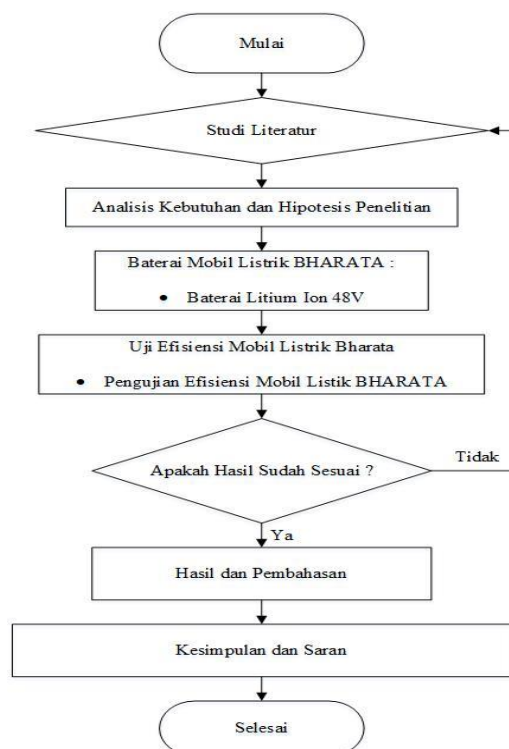 Mulai
Studi Literatur
Analisis Kebutuhan dan Hipotesis Penelitian
Baterai Mobil Listrik BHARATA :
• Baterai Litium Ion 48V
Uji Efisiensi Mobil Listrik Bharata
• Pengujian Efisiensi Mobil Listik BHARATA
Apakah Hasil Sudah Sesuai ?
Tidak
Ya
Hasil dan Pembahasan
Kesimpulan dan Saran
Selesai